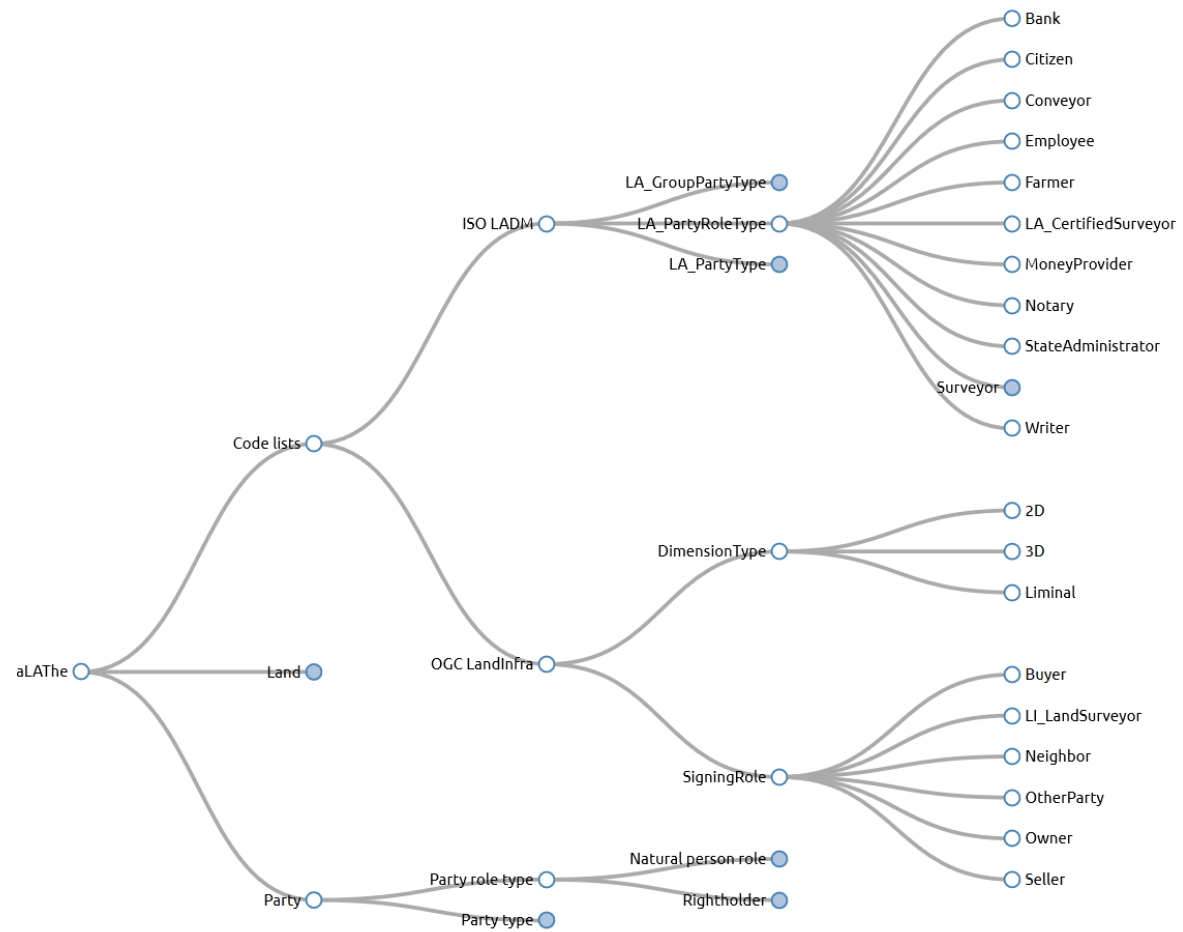 Bank
Citizen
Conveyor
Employee
LA_GroupPartyType
Farmer
ISO LADM
LA_PartyRoleType
LA_CertifiedSurveyor
LA_PartyType
MoneyProvider
Notary
StateAdministrator
Surveyor
Writer
Code lists
2D
DimensionType
3D
Liminal
aLAThe
Land
OGC LandInfra
Buyer
LI_LandSurveyor
Neighbor
SigningRole
OtherParty
Owner
Natural person role
Party role type
Seller
Party
Rightholder
Party type